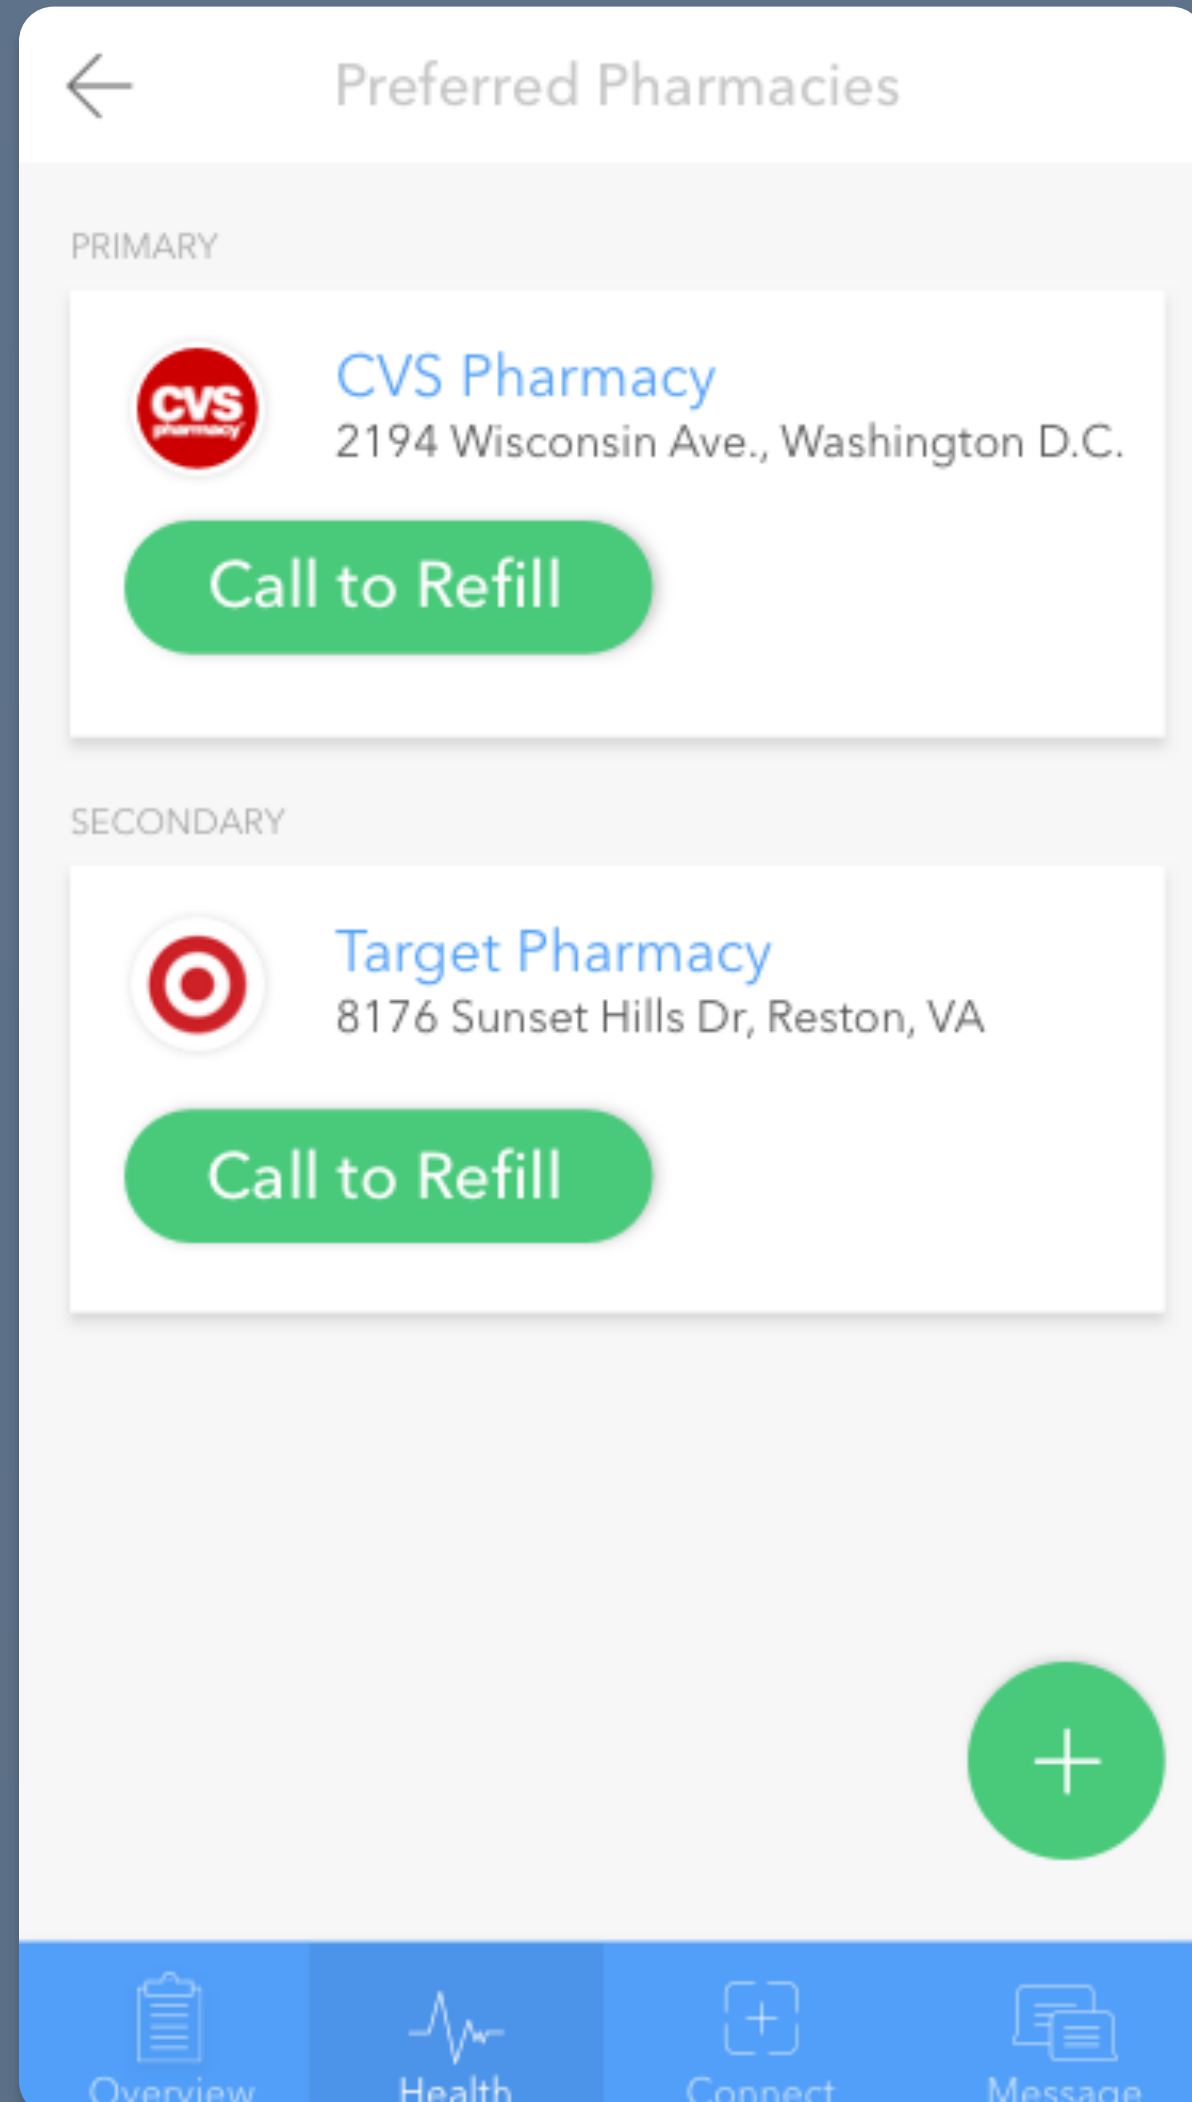 Preferred Pharmacies
PRIMARY
CVS
pharmacy
CVS Pharmacy
2194 Wisconsin Ave., Washington D.C.
Call to Refill
SECONDARY
Target Pharmacy
8176 Sunset Hills Dr, Reston, VA
Call to Refill
Overview Health Connect Message